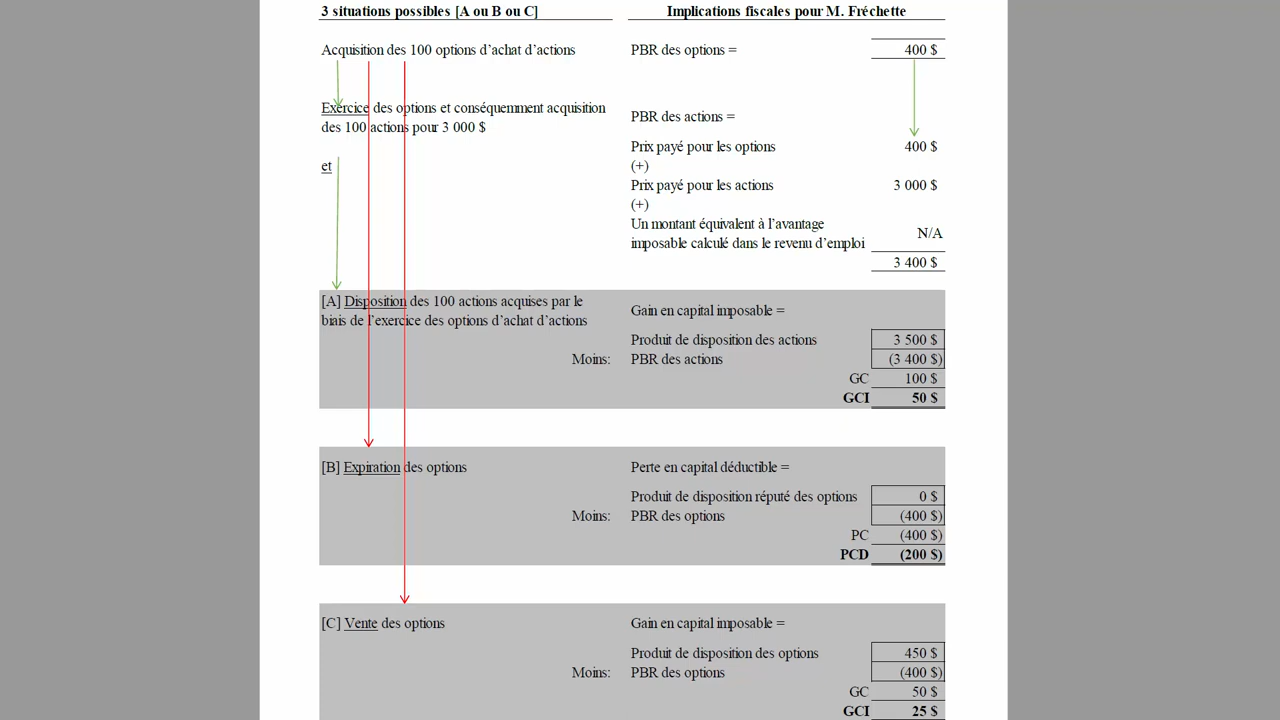 3 situations possibles [A ou B ou C] Implications fiscales pour M. Fréchette
Acquisition des 100 options d’achat d’actions PBR des options = 400 $
Exercice des options et conséquemment acquisition
des 100 actions pour 3 000 $
PBR des actions =
Prix payé pour les options 400 $
et (+)
Prix payé pour les actions 3 000 $
(+)
Un montant équivalent à l’avantage
imposable calculé dans le revenu d’emploi N/A
3 400 $
[A] Disposition des 100 actions acquises par le
biais de l’exercice des options d’achat d’actions
Gain en capital imposable =
Produit de disposition des actions 3 500 $
Moins: PBR des actions (3 400 $)
GC 100 $
GCI 50 $
[B] Expiration des options Perte en capital déductible =
Produit de disposition réputé des options 0 $
Moins: PBR des options (400 $)
PC (400 $)
PCD (200 $)
[C] Vente des options Gain en capital imposable =
Produit de disposition des options 450 $
Moins: PBR des options (400 $)
GC 50 $
GCI 25 $